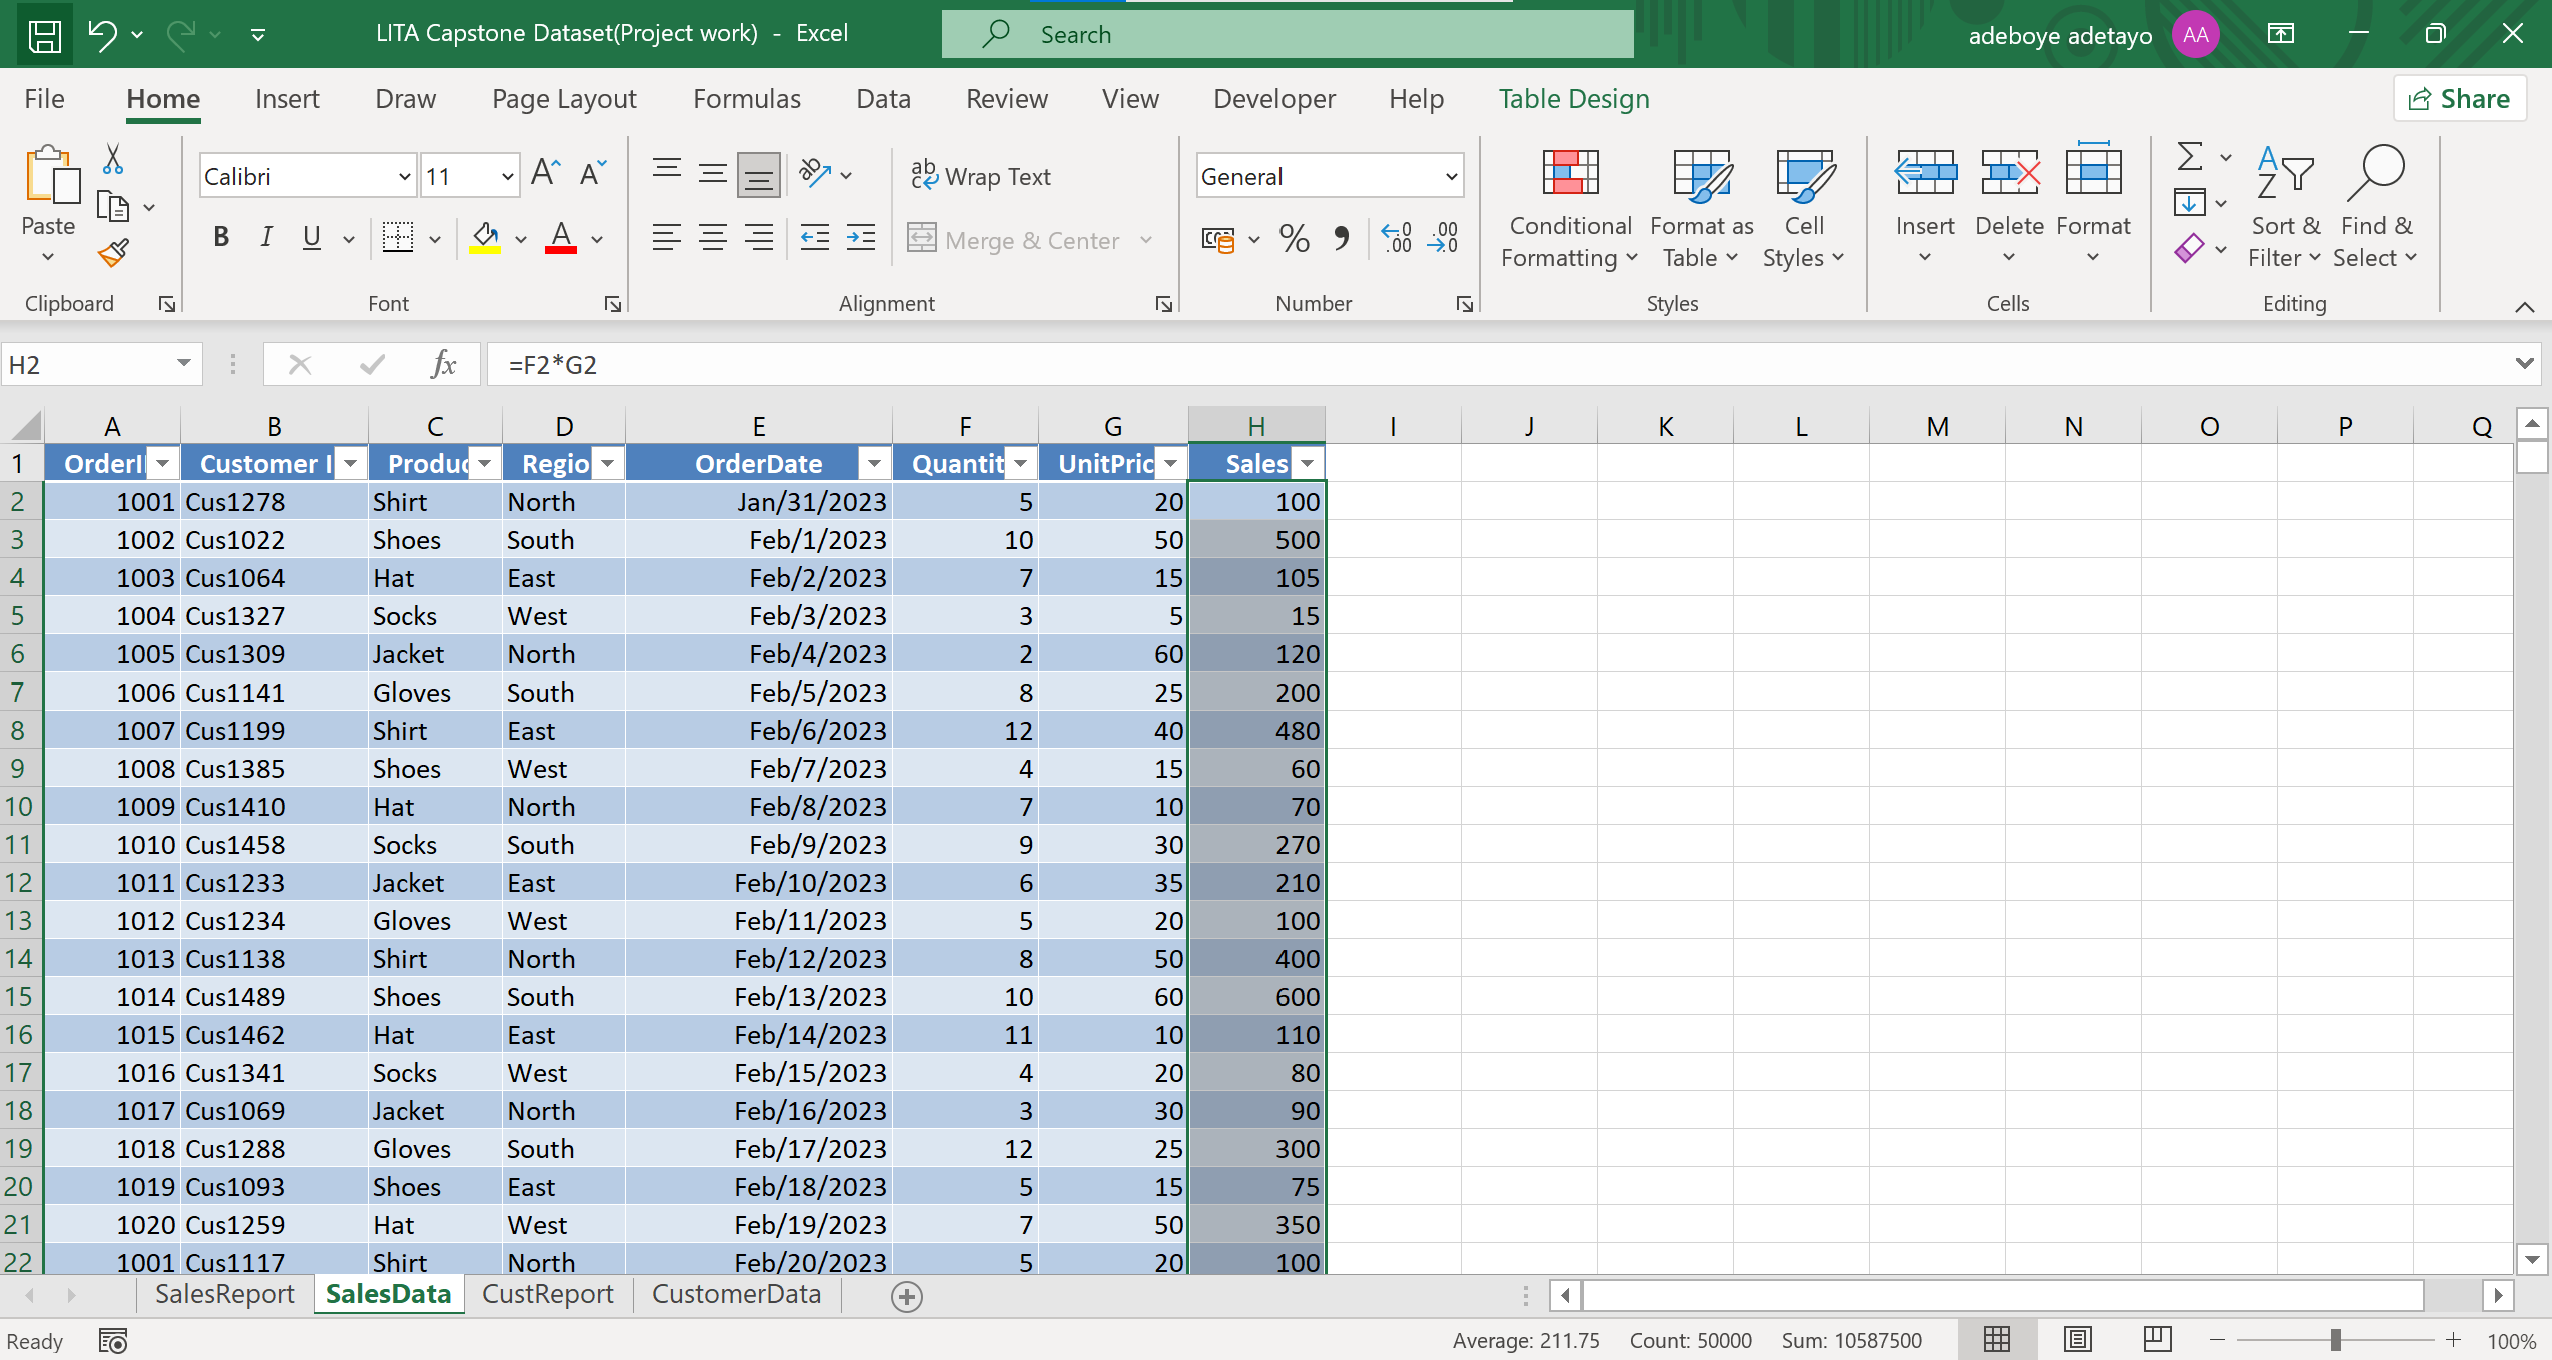 LITA Capstone Dataset(Project work) - Excel
Search
adeboye adetayo AA
File Home Insert Draw Page Layout Formulas Data Review View Developer Help Table Design Share
Paste
Clipboard
Calibri 11
B I U
Font
ab Wrap Text
Merge & Center
Alignment
General
% , .00 .00
Number
Conditional Formatting
Format as Table
Cell Styles
Styles
Insert Delete Format
Cells
Sort & Filter
Find & Select
Editing
H2 fx =F2*G2
A B C D E F G H I J K L M N O P Q
1 OrderI Customer I Produc Regio OrderDate Quantit UnitPric Sales
2 1001 Cus1278 Shirt North Jan/31/2023 5 20 100
3 1002 Cus1022 Shoes South Feb/1/2023 10 50 500
4 1003 Cus1064 Hat East Feb/2/2023 7 15 105
5 1004 Cus1327 Socks West Feb/3/2023 3 5 15
6 1005 Cus1309 Jacket North Feb/4/2023 2 60 120
7 1006 Cus1141 Gloves South Feb/5/2023 8 25 200
8 1007 Cus1199 Shirt East Feb/6/2023 12 40 480
9 1008 Cus1385 Shoes West Feb/7/2023 4 15 60
10 1009 Cus1410 Hat North Feb/8/2023 7 10 70
11 1010 Cus1458 Socks South Feb/9/2023 9 30 270
12 1011 Cus1233 Jacket East Feb/10/2023 6 35 210
13 1012 Cus1234 Gloves West Feb/11/2023 5 20 100
14 1013 Cus1138 Shirt North Feb/12/2023 8 50 400
15 1014 Cus1489 Shoes South Feb/13/2023 10 60 600
16 1015 Cus1462 Hat East Feb/14/2023 11 10 110
17 1016 Cus1341 Socks West Feb/15/2023 4 20 80
18 1017 Cus1069 Jacket North Feb/16/2023 3 30 90
19 1018 Cus1288 Gloves South Feb/17/2023 12 25 300
20 1019 Cus1093 Shoes East Feb/18/2023 5 15 75
21 1020 Cus1259 Hat West Feb/19/2023 7 50 350
22 1001 Cus1117 Shirt North Feb/20/2023 5 20 100
SalesReport SalesData CustReport CustomerData
Ready Average: 211.75 Count: 50000 Sum: 10587500 100%